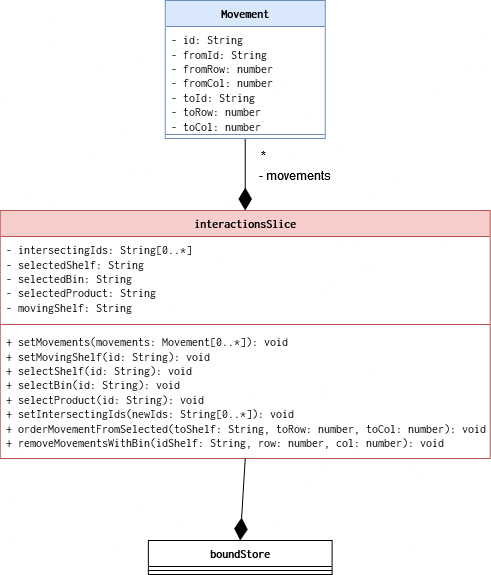 Movement
- id: String
- fromId: String
- fromRow: number
- fromCol: number
- toId: String
- toRow: number
- toCol: number
*
- movements
interactionsSlice
- intersectingIds: String[0..*]
- selectedShelf: String
- selectedBin: String
- selectedProduct: String
- movingShelf: String
+ setMovements(movements: Movement[0..*]): void
+ setMovingShelf(id: String): void
+ selectShelf(id: String): void
+ selectBin(id: String): void
+ selectProduct(id: String): void
+ setIntersectingIds(newIds: String[0..*]): void
+ orderMovementFromSelected(toShelf: String, toRow: number, toCol: number): void
+ removeMovementsWithBin(idShelf: String, row: number, col: number): void
boundStore